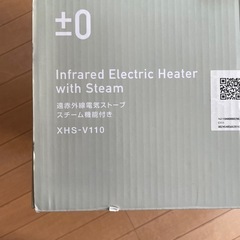 ±0
Infrared Electric Heater
with Steam
遠赤外線電気ストーブ
スチーム機能付き
XHS-V110